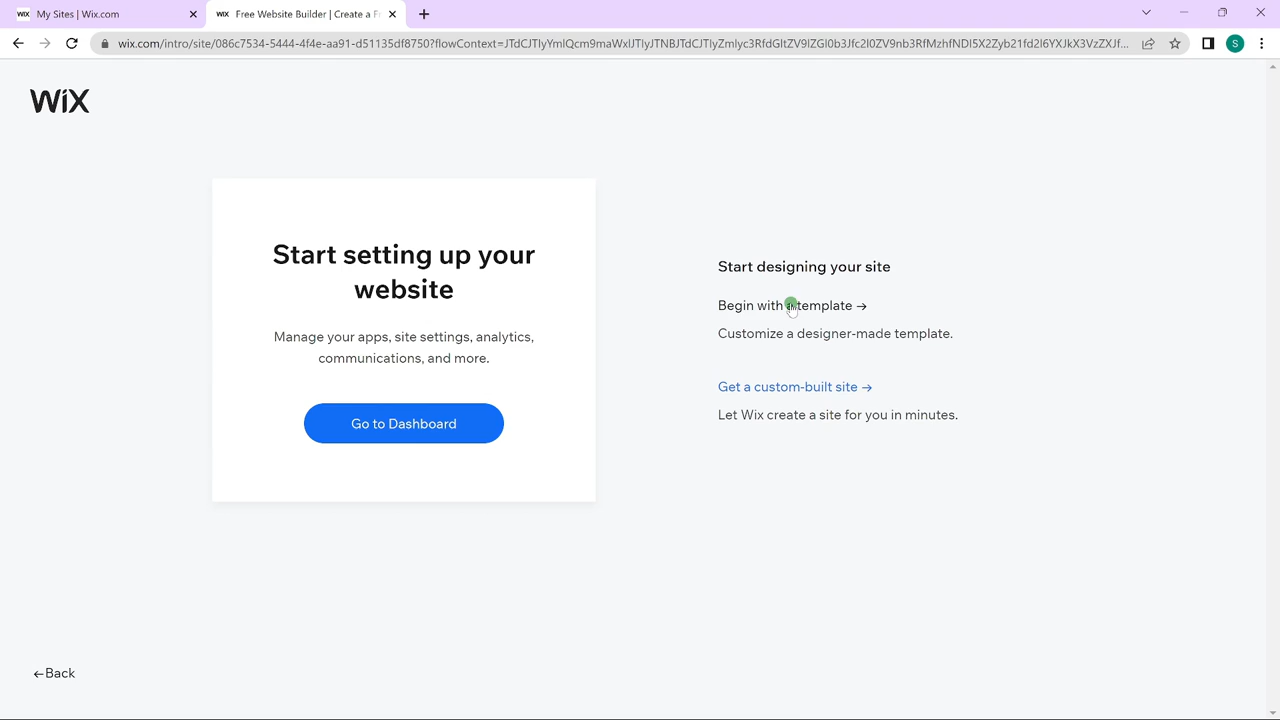 WiX My Sites | Wix.com
WiX Free Website Builder | Create a F
wix.com/intro/site/086c7534-5444-4f4e-aa91-d51135df8750?flowContext=
S
WiX
Start setting up your
website
Manage your apps, site settings, analytics,
communications, and more.
Go to Dashboard
Start designing your site
Begin with template →
Customize a designer-made template.
Get a custom-built site →
Let Wix create a site for you in minutes.
←Back